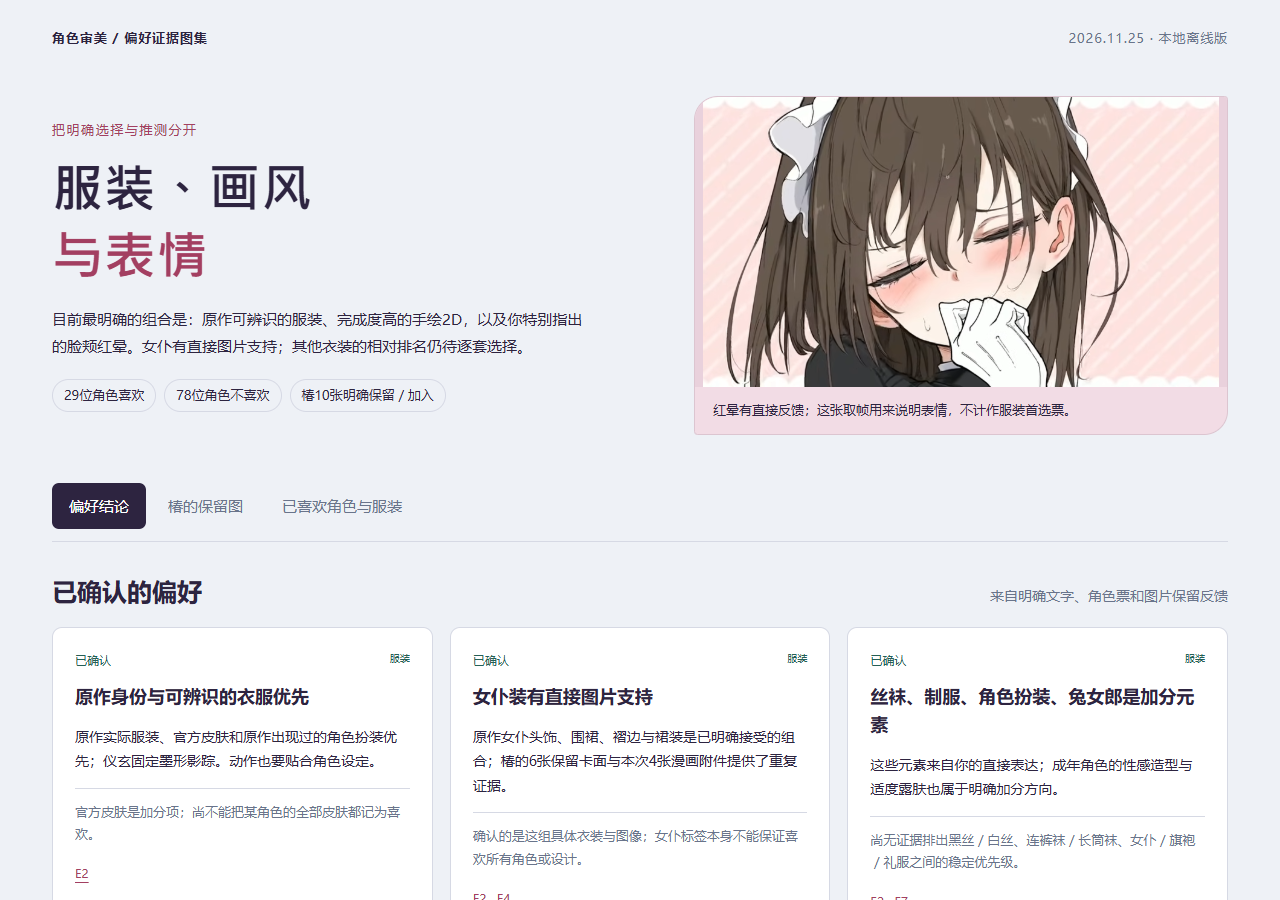 角色审美 / 偏好证据图集
2026.11.25 · 本地离线版
把明确选择与推测分开
服装、画风
与表情
目前最明确的组合是：原作可辨识的服装、完成度高的手绘2D，以及你特别指出
的脸颊红晕。女仆有直接图片支持；其他衣装的相对排名仍待逐套选择。
29位角色喜欢
78位角色不喜欢
椿10张明确保留 / 加入
红晕有直接反馈；这张取帧用来说明表情，不计作服装首选票。
偏好结论
椿的保留图
已喜欢角色与服装
已确认的偏好
来自明确文字、角色票和图片保留反馈
已确认
服装
原作身份与可辨识的衣服优先
原作实际服装、官方皮肤和原作出现过的角色扮装优
先；仪玄固定墨形影踪。动作也要贴合角色设定。
官方皮肤是加分项；尚不能把某角色的全部皮肤都记为喜
欢。
E2
已确认
服装
女仆装有直接图片支持
原作女仆头饰、围裙、褶边与裙装是已明确接受的组
合；椿的6张保留卡面与本次4张漫画附件提供了重复
证据。
确认的是这组具体衣装与图像；女仆标签本身不能保证喜
欢所有角色或设计。
E2 E4
已确认
服装
丝袜、制服、角色扮装、兔女郎是加分元
素
这些元素来自你的直接表达；成年角色的性感造型与
适度露肤也属于明确加分方向。
尚无证据排出黑丝 / 白丝、连裤袜 / 长筒袜、女仆 / 旗袍
/ 礼服之间的稳定优先级。